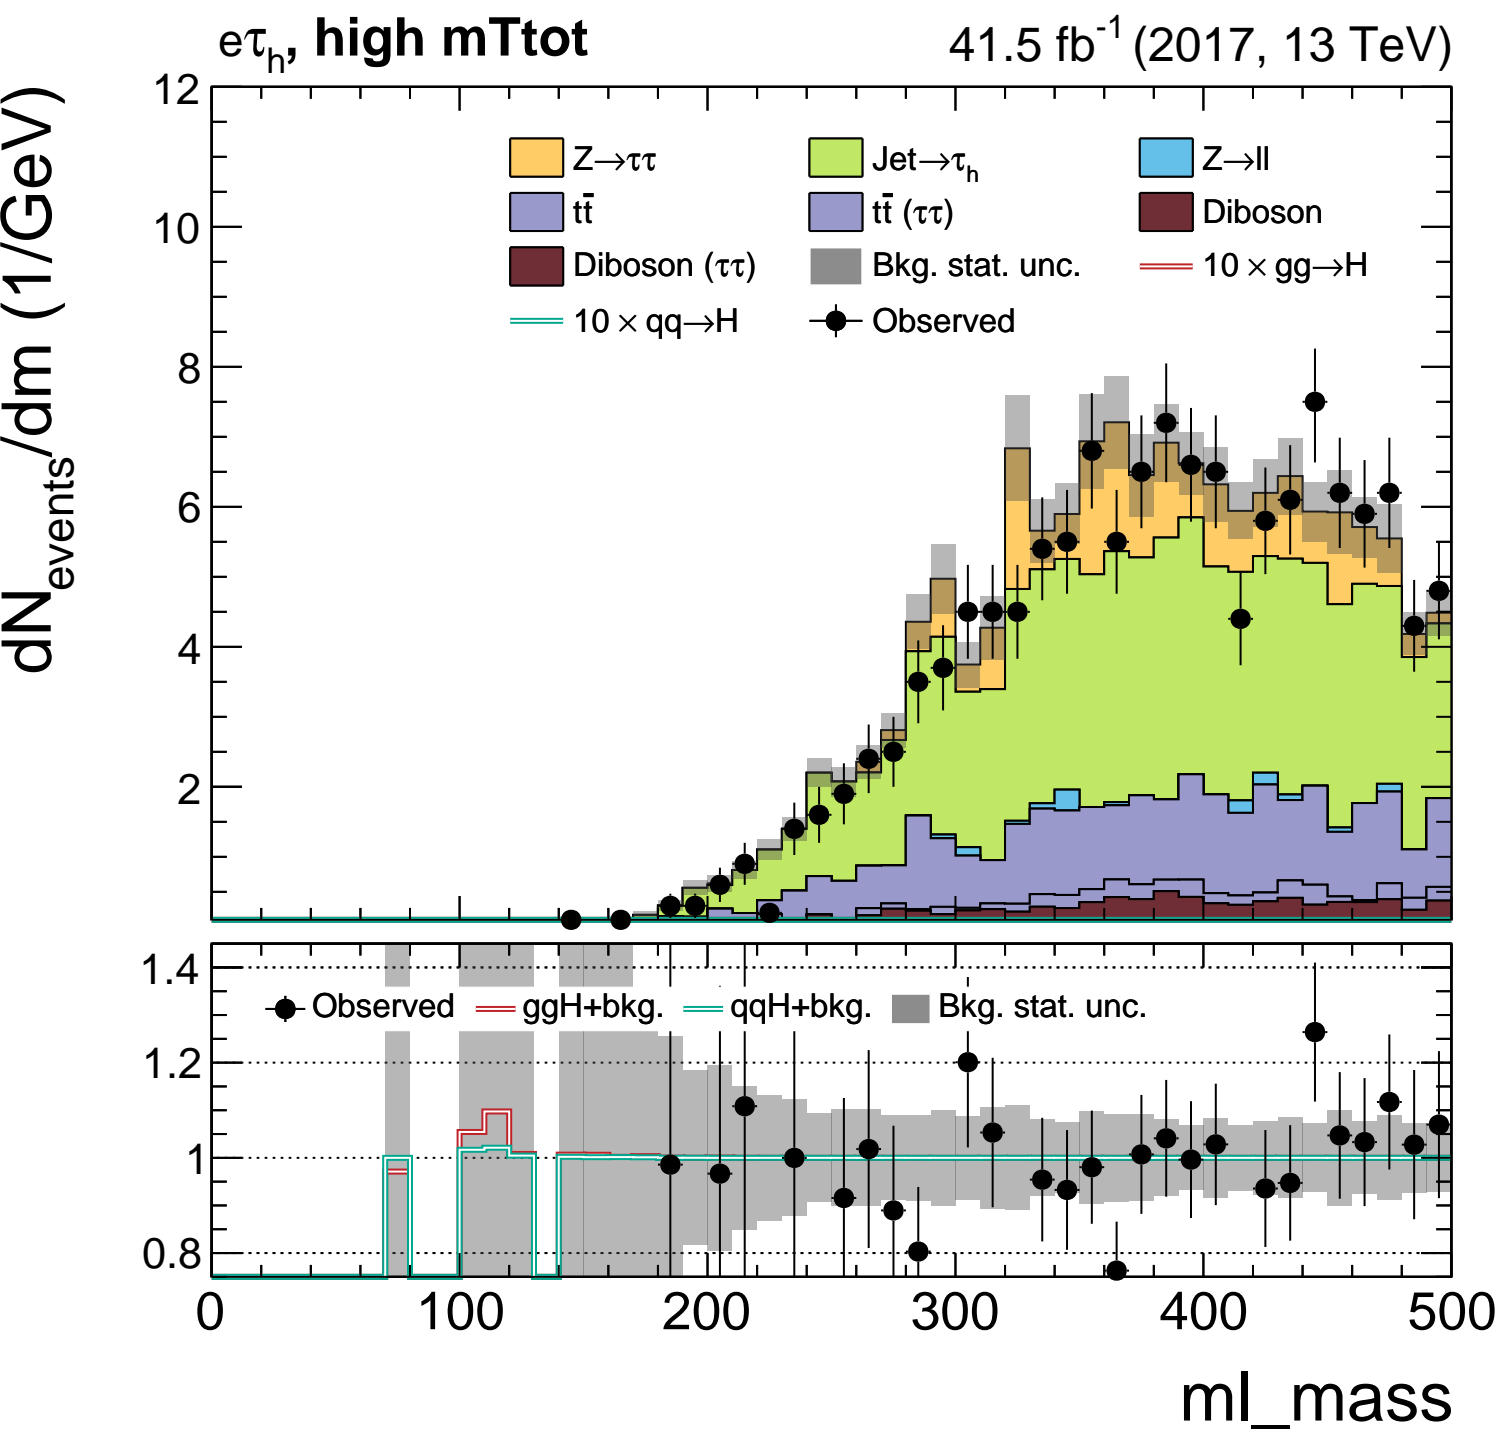 eτh, high mTtot 41.5 fb-1 (2017, 13 TeV)
dNevents/dm (1/GeV)
12
10
8
6
4
2
Z→ττ Jet→τh Z→ll
tt̄ tt̄ (ττ) Diboson
Diboson (ττ) Bkg. stat. unc. 10 × gg→H
10 × qq→H Observed
1.4
1.2
1
0.8
Observed ggH+bkg. qqH+bkg. Bkg. stat. unc.
0 100 200 300 400 500
ml_mass